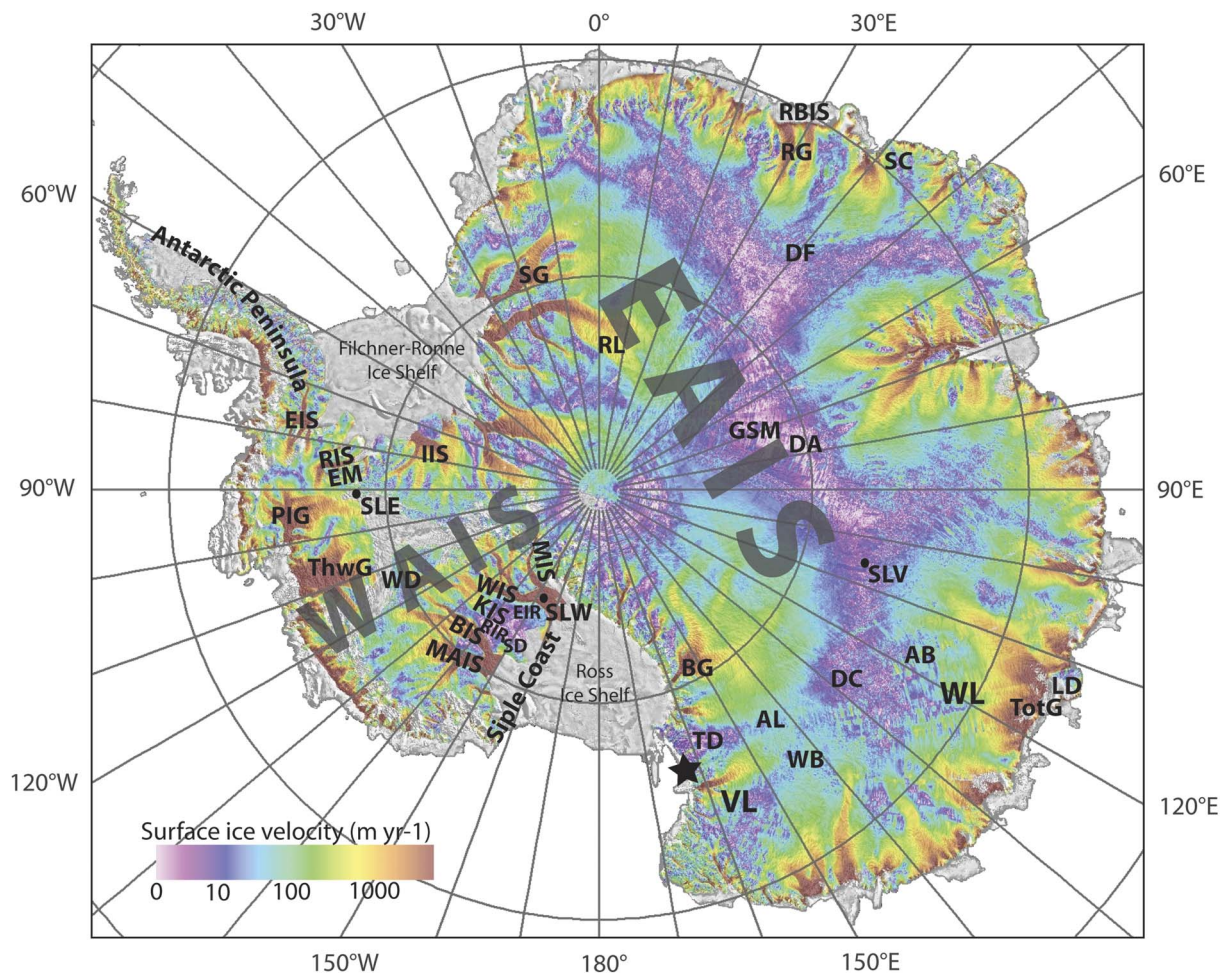 30°W
0°
30°E
60°W
60°E
90°W
90°E
120°W
120°E
150°W
180°
150°E
RBIS
RG
SC
DF
SG
RL
EAIS
Antarctic Peninsula
Filchner-Ronne
Ice Shelf
EIS
RIS
EM
IIS
SLE
PIG
GSM
DA
ThwG
WD
WAIS
MIS
WIS
KIS
EIR
SLW
RIR
BIS
SD
MAIS
Siple Coast
Ross
Ice Shelf
SLV
BG
AB
DC
WL
LD
TotG
AL
TD
WB
VL
Surface ice velocity (m yr-1)
0 10 100 1000